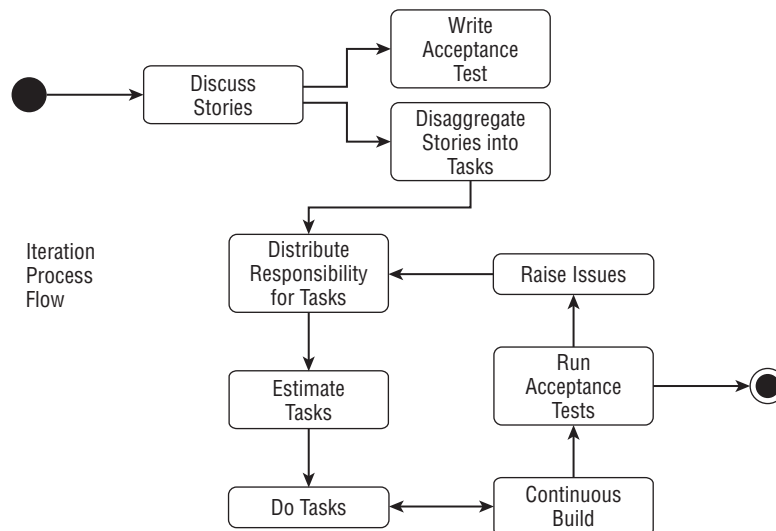 Write
Acceptance
Test
Discuss
Stories
Disaggregate
Stories into
Tasks
Iteration
Process
Flow
Distribute
Responsibility
for Tasks
Raise Issues
Estimate
Tasks
Run
Acceptance
Tests
Do Tasks
Continuous
Build